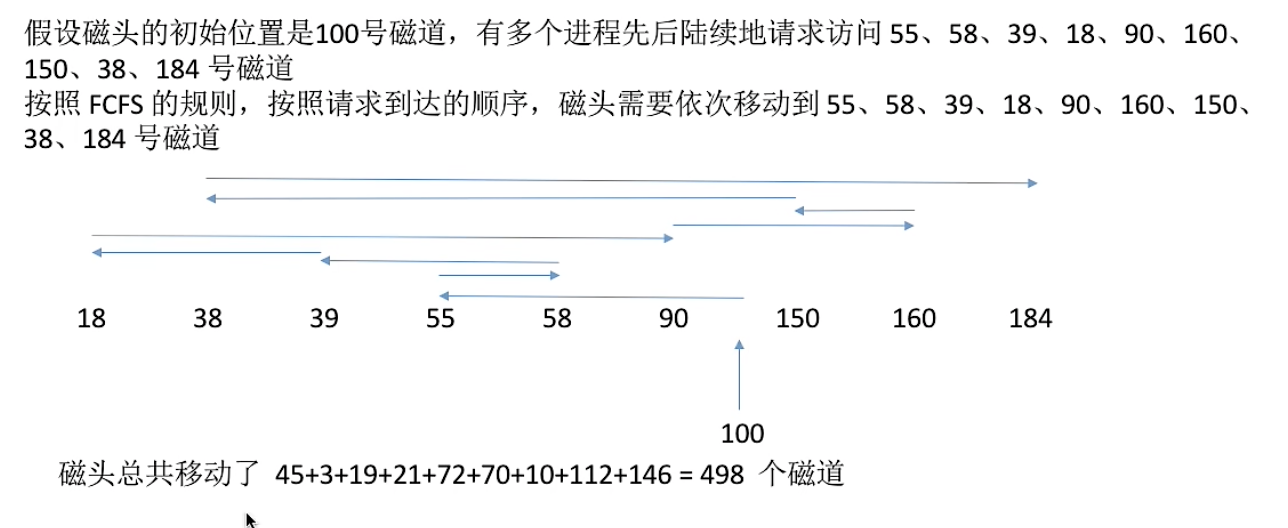 假设磁头的初始位置是100号磁道，有多个进程先后陆续地请求访问 55、58、39、18、90、160、
150、38、184 号磁道
按照 FCFS 的规则，按照请求到达的顺序，磁头需要依次移动到 55、58、39、18、90、160、150、
38、184 号磁道
18 38 39 55 58 90 150 160 184
100
磁头总共移动了 45+3+19+21+72+70+10+112+146 = 498 个磁道